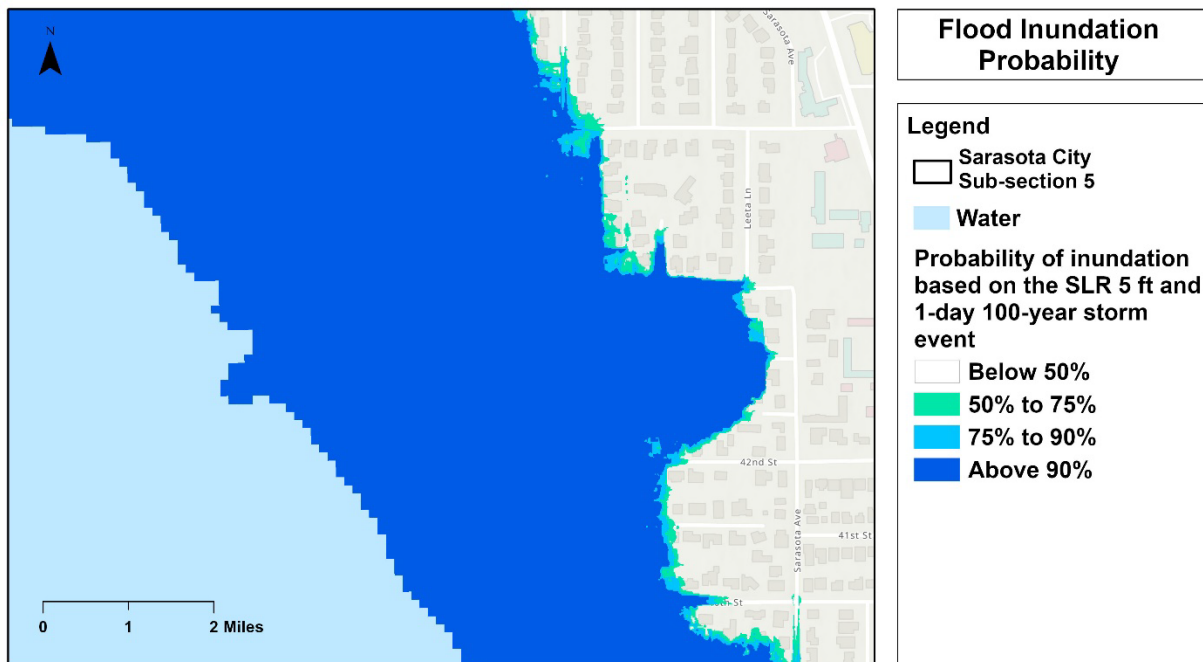 N
Sarasota Ave
Leeta Ln
42nd St
Sarasota Ave
41st St
th St
0 1 2 Miles
Flood Inundation
Probability
Legend
Sarasota City
Sub-section 5
Water
Probability of inundation
based on the SLR 5 ft and
1-day 100-year storm
event
Below 50%
50% to 75%
75% to 90%
Above 90%